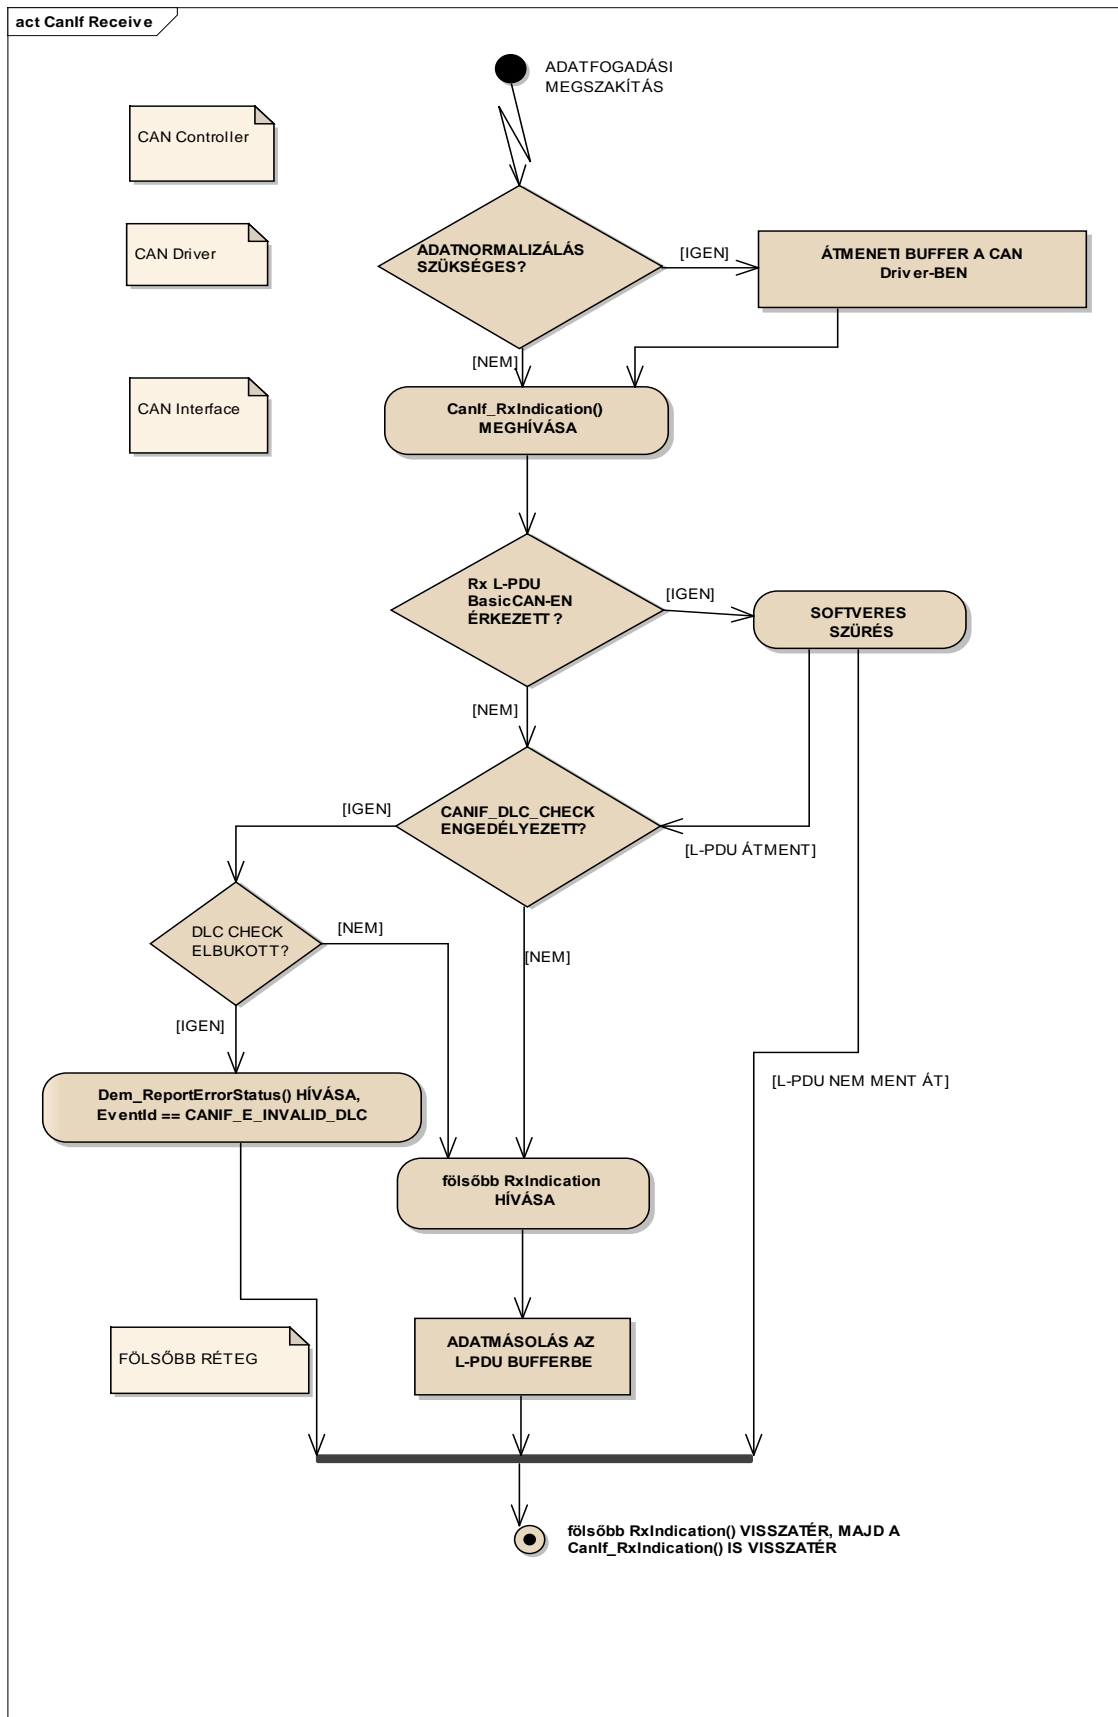 act CanIf Receive
ADATFOGADÁSI
MEGSZAKÍTÁS
CAN Controller
CAN Driver
ADATNORMALIZÁLÁS
SZÜKSÉGES?
[IGEN]
ÁTMENETI BUFFER A CAN
Driver-BEN
[NEM]
CAN Interface
CanIf_RxIndication()
MEGHÍVÁSA
Rx L-PDU
BasicCAN-EN
ÉRKEZETT?
[IGEN]
SOFTVERES
SZÜRÉS
[NEM]
[IGEN]
CANIF_DLC_CHECK
ENGEDÉLYEZETT?
[L-PDU ÁTMENT]
DLC CHECK
ELBUKOTT?
[NEM]
[NEM]
[IGEN]
[L-PDU NEM MENT ÁT]
Dem_ReportErrorStatus() HÍVÁSA,
EventId == CANIF_E_INVALID_DLC
fölsőbb RxIndication
HÍVÁSA
FÖLSŐBB RÉTEG
ADATMÁSOLÁS AZ
L-PDU BUFFERBE
fölsőbb RxIndication() VISSZATÉR, MAJD A
CanIf_RxIndication() IS VISSZATÉR